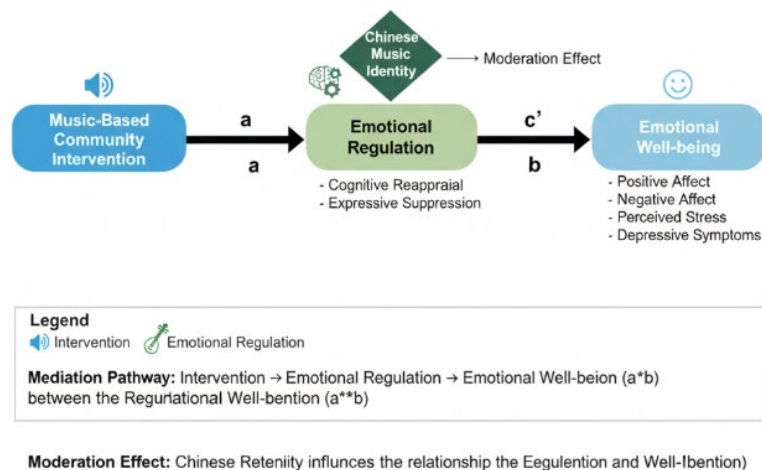 Chinese
Music
Identity
→ Moderation Effect
Music-Based
Community
Intervention
a
a
Emotional
Regulation
c'
b
Emotional
Well-being
- Cognitive Reappraial
- Expressive Suppression
- Positive Affect
- Negative Affect
- Perceived Stress
- Depressive Symptoms
Legend
Intervention Emotional Regulation
Mediation Pathway: Intervention → Emotional Regulation → Emotional Well-beion (a*b)
between the Regurlational Well-bention (a**b)
Moderation Effect: Chinese Reteniity influnces the relationship the Eegulention and Well-Ibention)